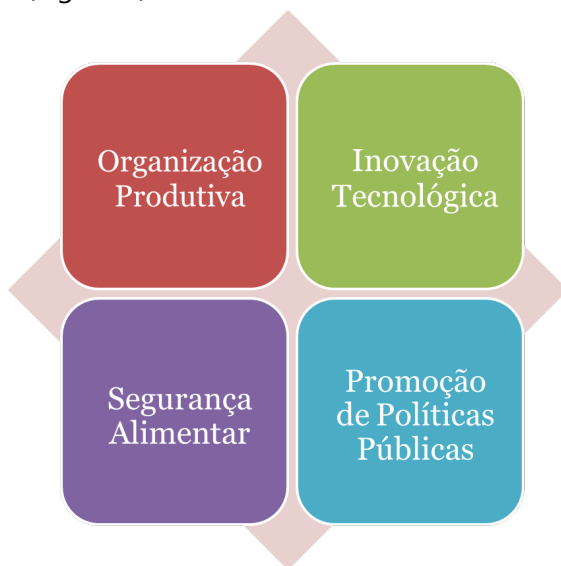 Organização
Produtiva
Inovação
Tecnológica
Segurança
Alimentar
Promoção
de Políticas
Públicas